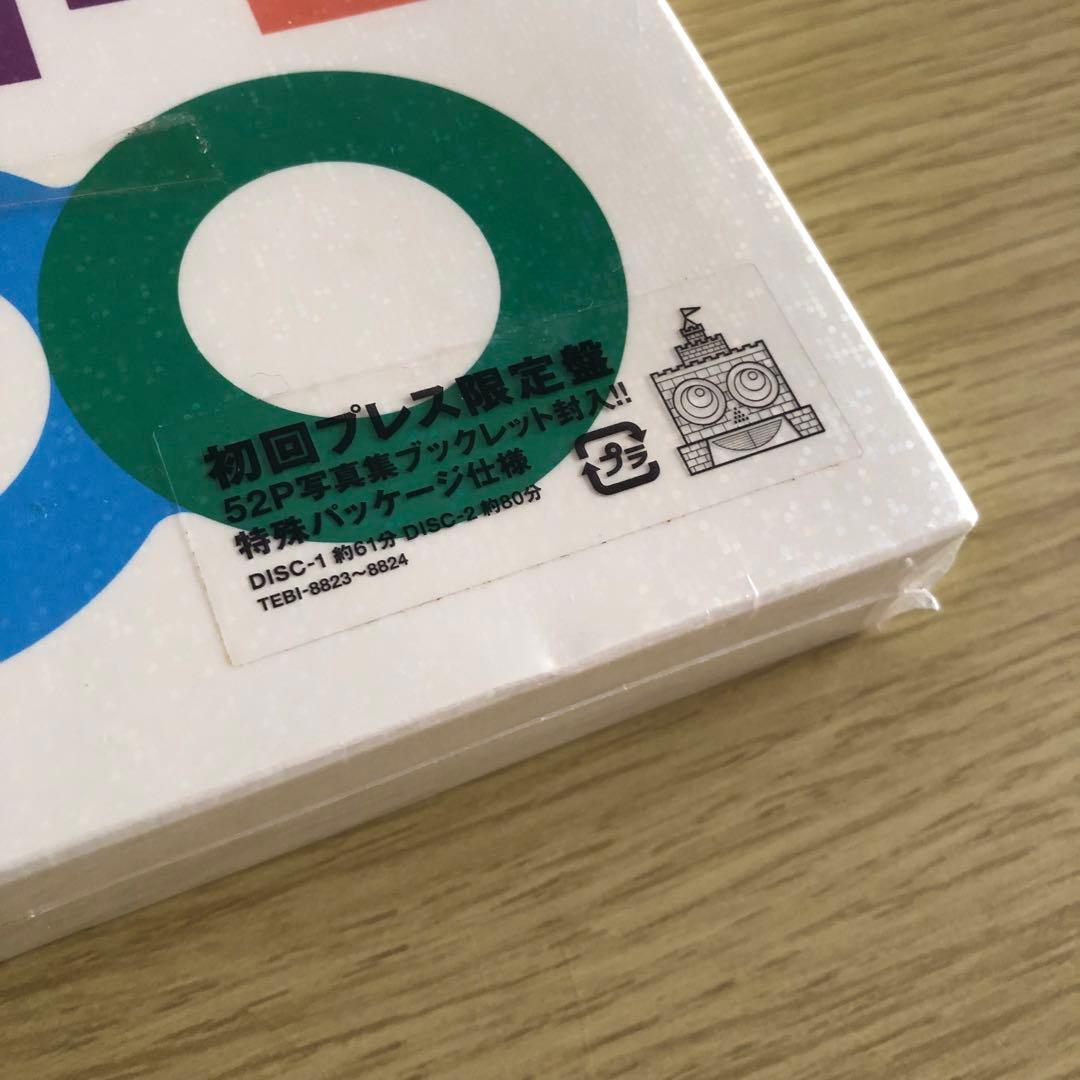 初回プレス限定盤
52P写真集ブックレット封入!!
特殊パッケージ仕様
プラ
DISC-1 約61分 DISC-2 約80分
TEBI-8823〜8824